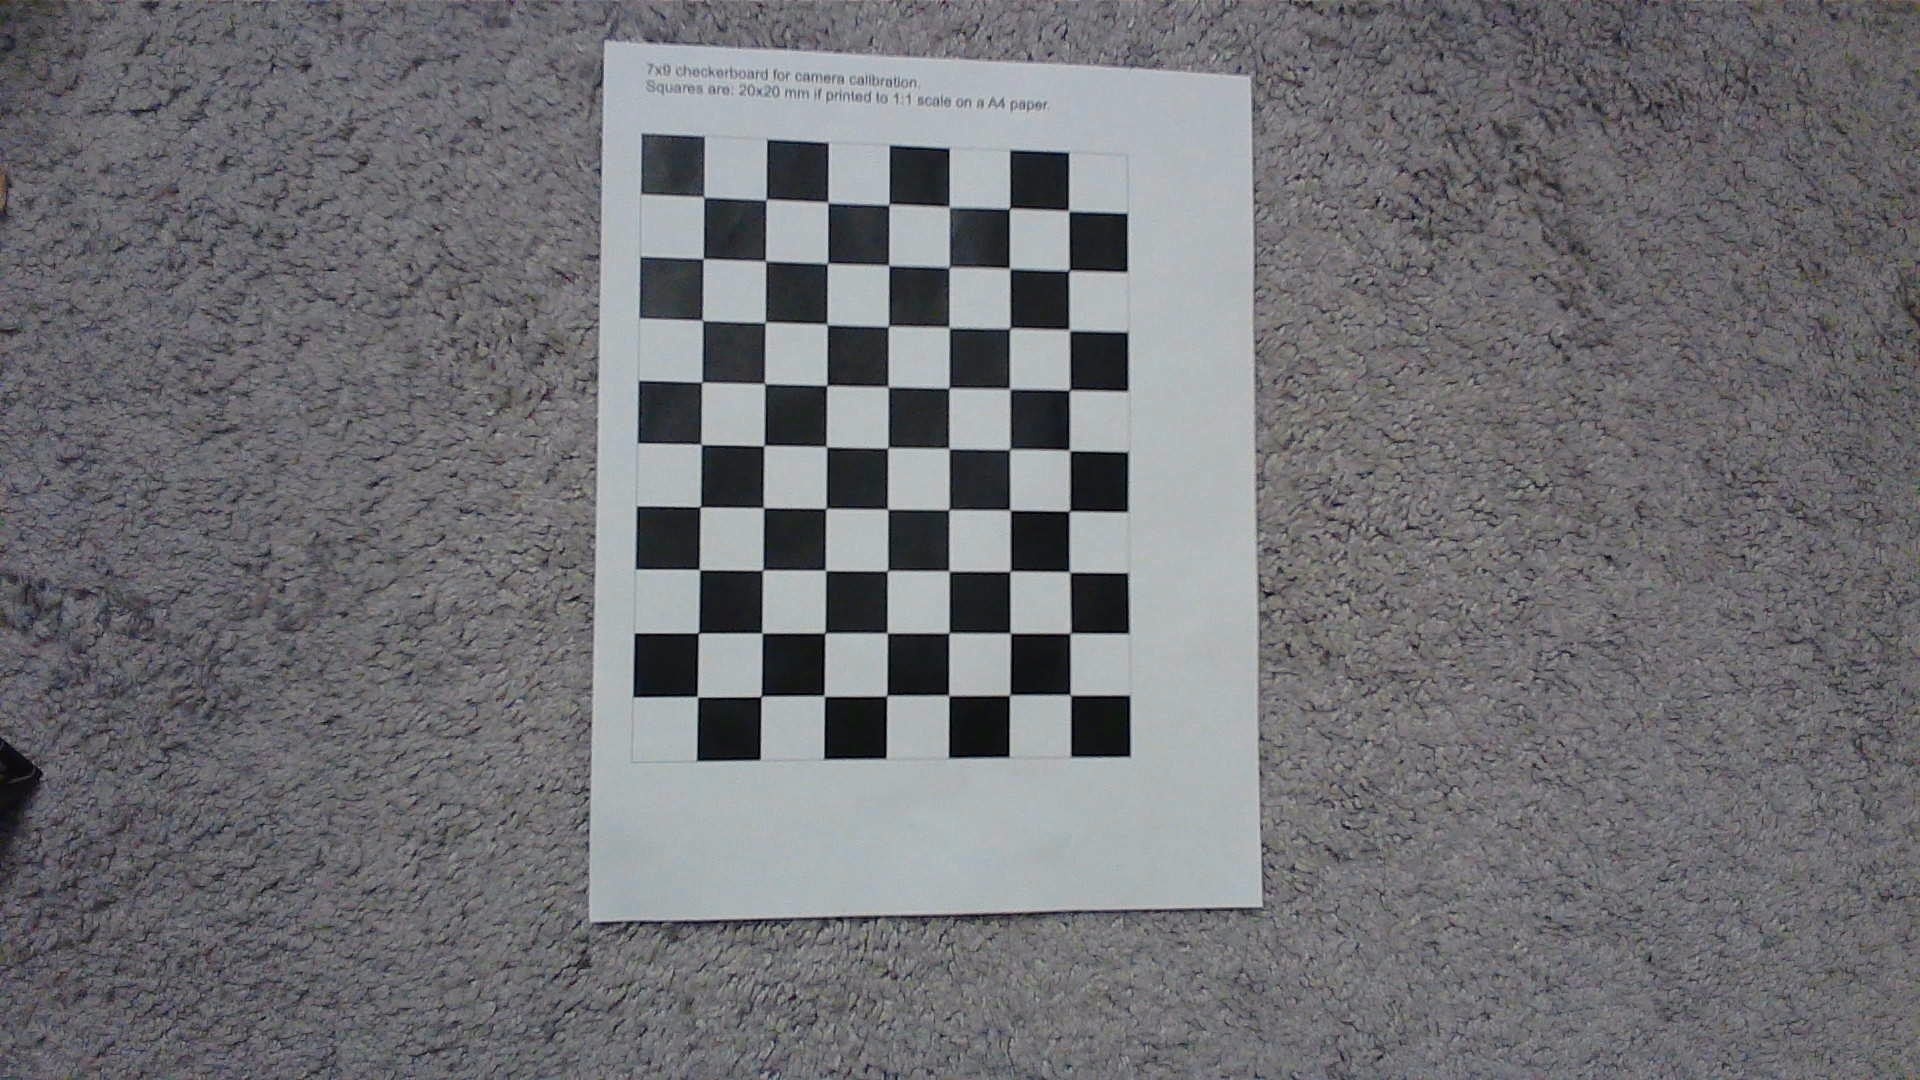 7x9 checkerboard for camera calibration.
Squares are: 20x20 mm if printed to 1:1 scale on a A4 paper.